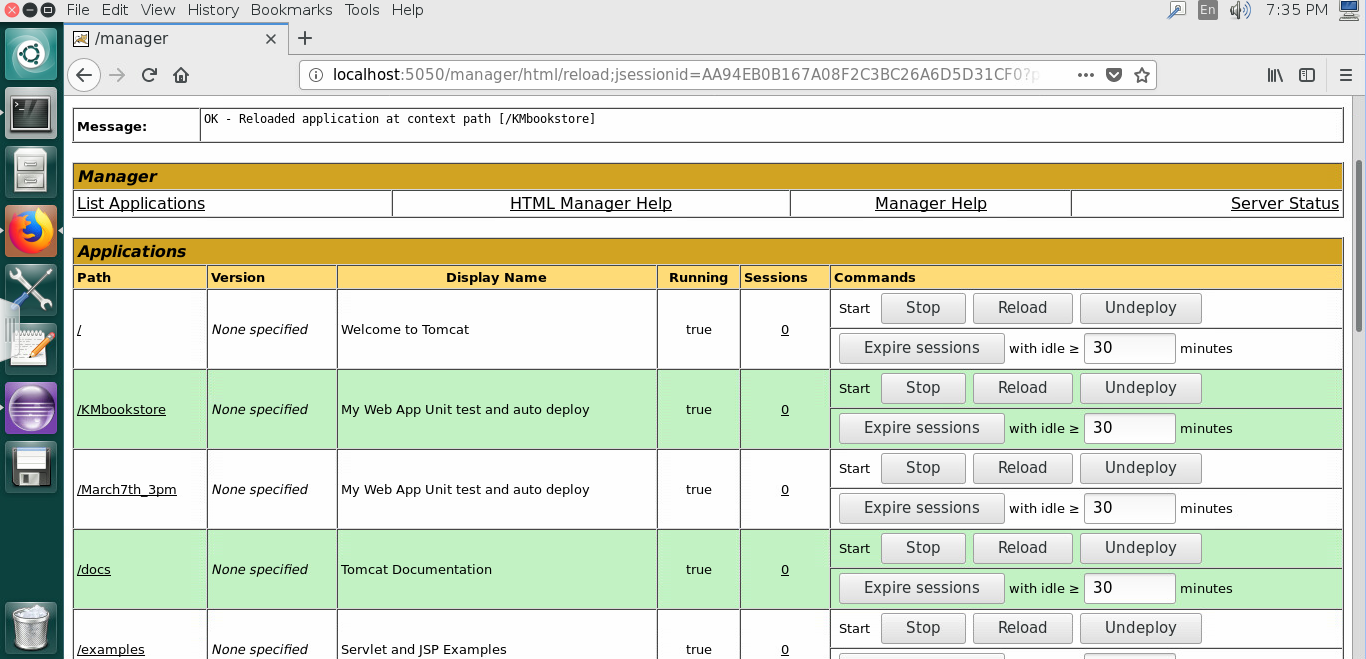 File Edit View History Bookmarks Tools Help En 7:35 PM
/manager
localhost:5050/manager/html/reload;jsessionid=AA94EB0B167A08F2C3BC26A6D5D31CF0?p
Message: OK - Reloaded application at context path [/KMbookstore]
Manager
List Applications HTML Manager Help Manager Help Server Status
Applications
Path Version Display Name Running Sessions Commands
/ None specified Welcome to Tomcat true 0 Start Stop Reload Undeploy
Expire sessions with idle ≥ 30 minutes
/KMbookstore None specified My Web App Unit test and auto deploy true 0 Start Stop Reload Undeploy
Expire sessions with idle ≥ 30 minutes
/March7th_3pm None specified My Web App Unit test and auto deploy true 0 Start Stop Reload Undeploy
Expire sessions with idle ≥ 30 minutes
/docs None specified Tomcat Documentation true 0 Start Stop Reload Undeploy
Expire sessions with idle ≥ 30 minutes
/examples None specified Servlet and JSP Examples true 0 Start Stop Reload Undeploy